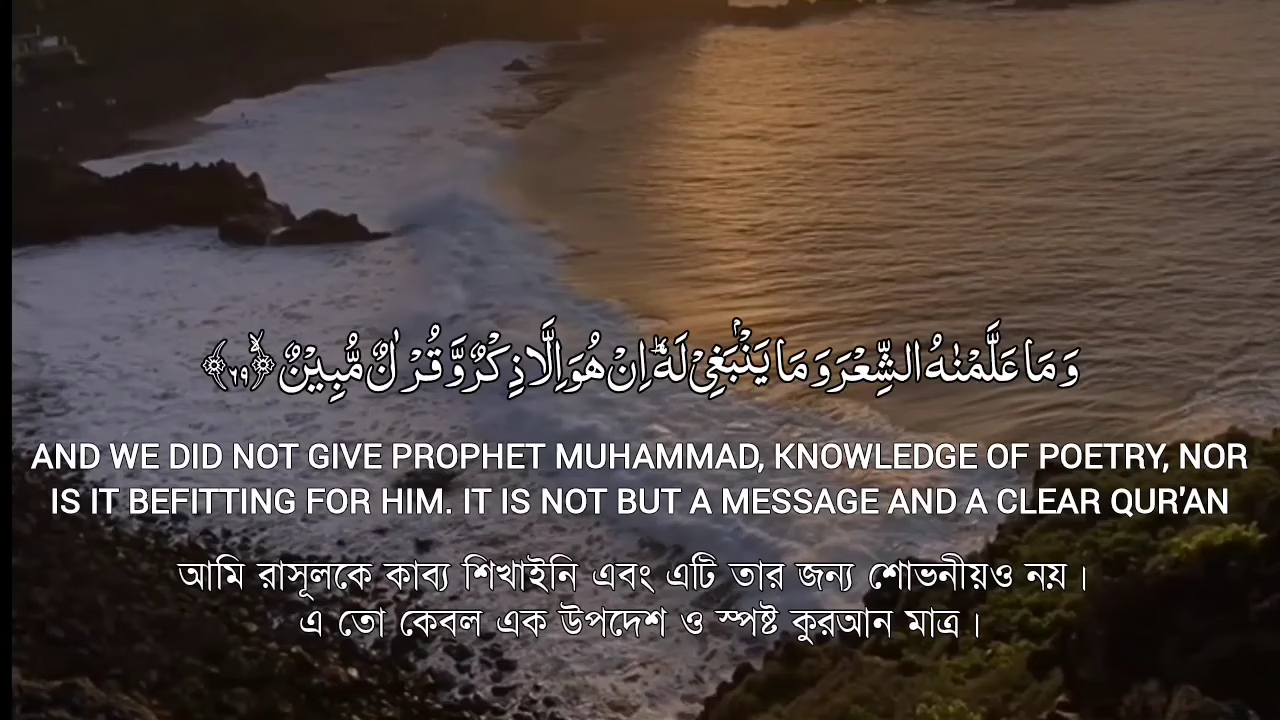 وَمَا عَلَّمْنٰهُ الشِّعْرَ وَمَا يَنْۢبَغِيْ لَهٗ ؕ اِنْ هُوَ اِلَّا ذِكْرٌ وَّ قُرْ اٰنٌ مُّبِيْنٌ ﴿ۙ۶۹﴾
AND WE DID NOT GIVE PROPHET MUHAMMAD, KNOWLEDGE OF POETRY, NOR
IS IT BEFITTING FOR HIM. IT IS NOT BUT A MESSAGE AND A CLEAR QUR'AN
আমি রাসূলকে কাব্য শিখাইনি এবং এটি তার জন্য শোভনীয়ও নয়।
এ তো কেবল এক উপদেশ ও স্পষ্ট কুরআন মাত্র।